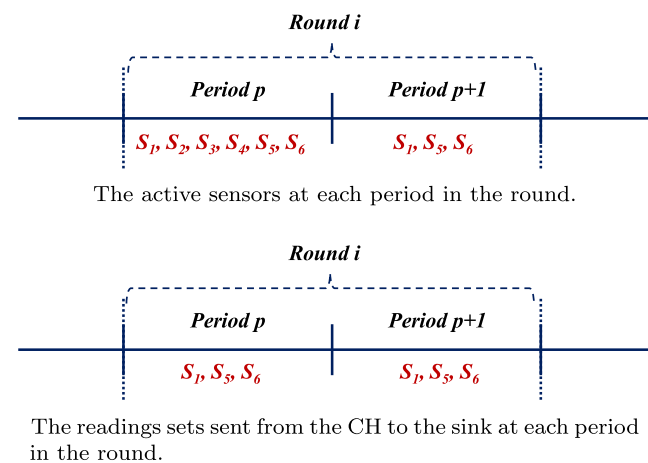 Round i
Period p Period p+1
S1, S2, S3, S4, S5, S6 S1, S5, S6
The active sensors at each period in the round.
Round i
Period p Period p+1
S1, S5, S6 S1, S5, S6
The readings sets sent from the CH to the sink at each period
in the round.